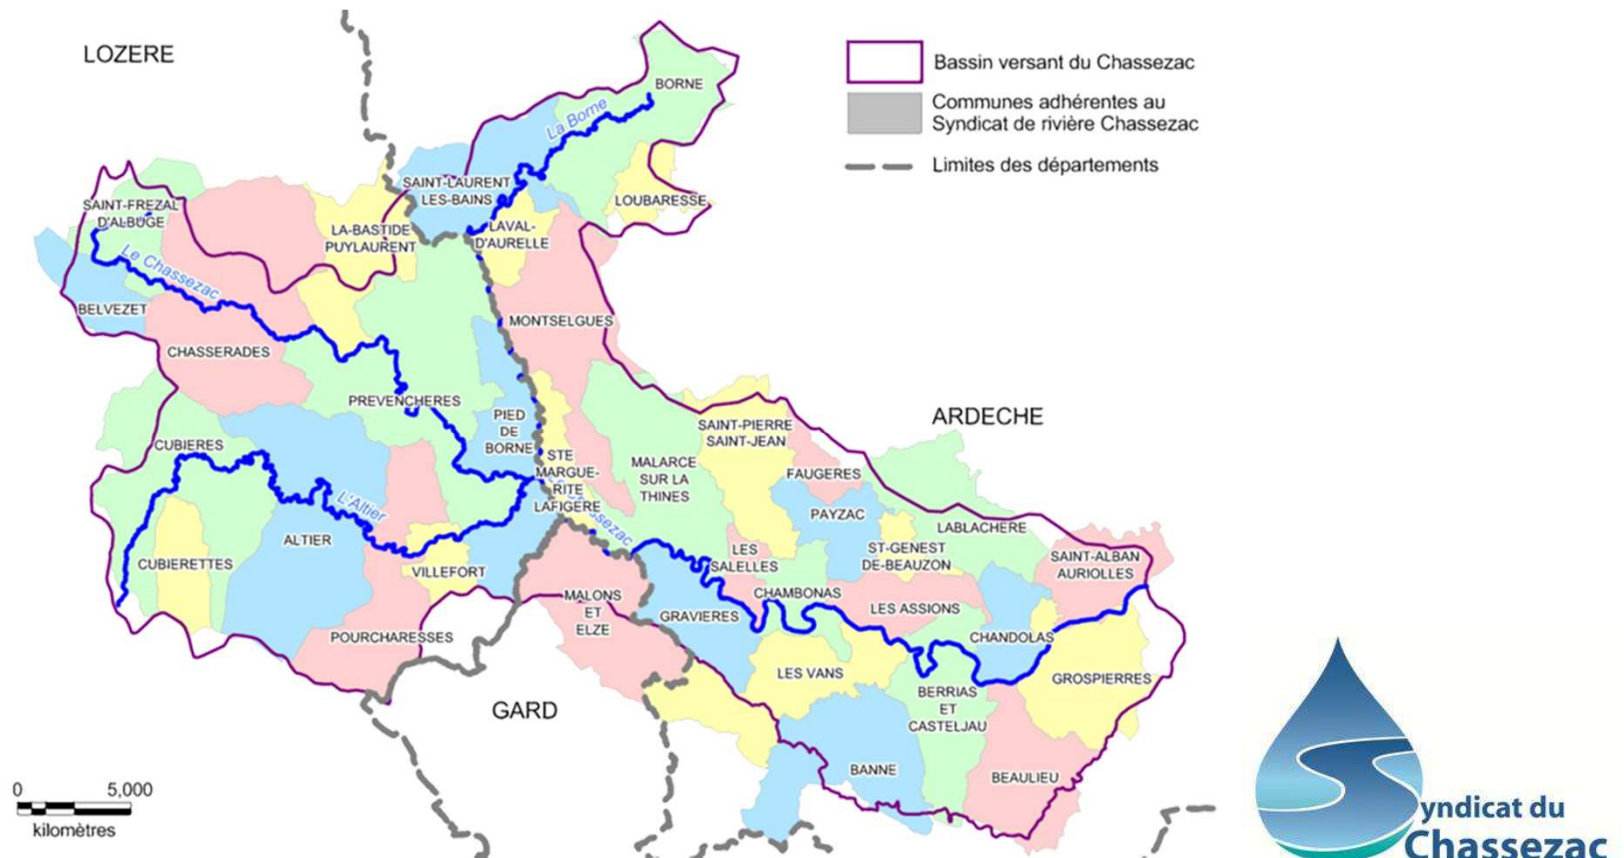 LOZERE
BORNE
Bassin versant du Chassezac
Communes adhérentes au
Syndicat de rivière Chassezac
Limites des départements
La Borne
SAINT-LAURENT
LES-BAINS
LOUBARESSE
SAINT-FREZAL
D'ALBUGE
LA-BASTIDE
PUYLAURENT
LAVAL-
D'AURELLE
Le Chassezac
BELVEZET
MONTSELGUES
CHASSERADES
PREVENCHERES
PIED
DE
BORNE
ARDECHE
SAINT-PIERRE
SAINT-JEAN
CUBIERES
STE
MARGUE-
RITE
LAFIGERE
MALARCE
SUR LA
THINES
FAUGERES
PAYZAC
L'Altier
ssezac
LABLACHERE
ALTIER
CUBIERETTES
VILLEFORT
LES
SALELLES
ST-GENEST
DE-BEAUZON
SAINT-ALBAN
AURIOLLES
MALONS
ET
ELZE
CHAMBONAS
GRAVIERES
LES ASSIONS
POURCHARESSES
CHANDOLAS
LES VANS
GROSPIERRES
BERRIAS
ET
CASTELJAU
GARD
BANNE
BEAULIEU
0 5,000
kilomètres
Syndicat du
Chassezac